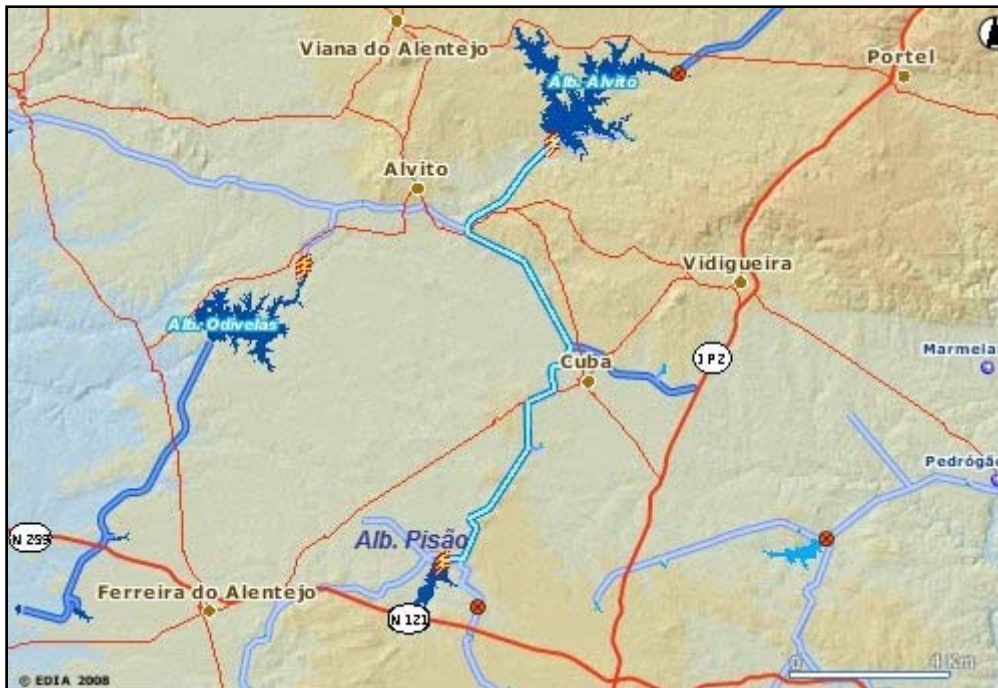 Viana do Alentejo
Portel
Alb. Alvito
Alvito
Vidigueira
Alb. Odivelas
I P 2
Cuba
Marmela
Pedrógão
N 259
Alb. Pisão
Ferreira do Alentejo
N 121
0 4 Km
© EDIA 2008